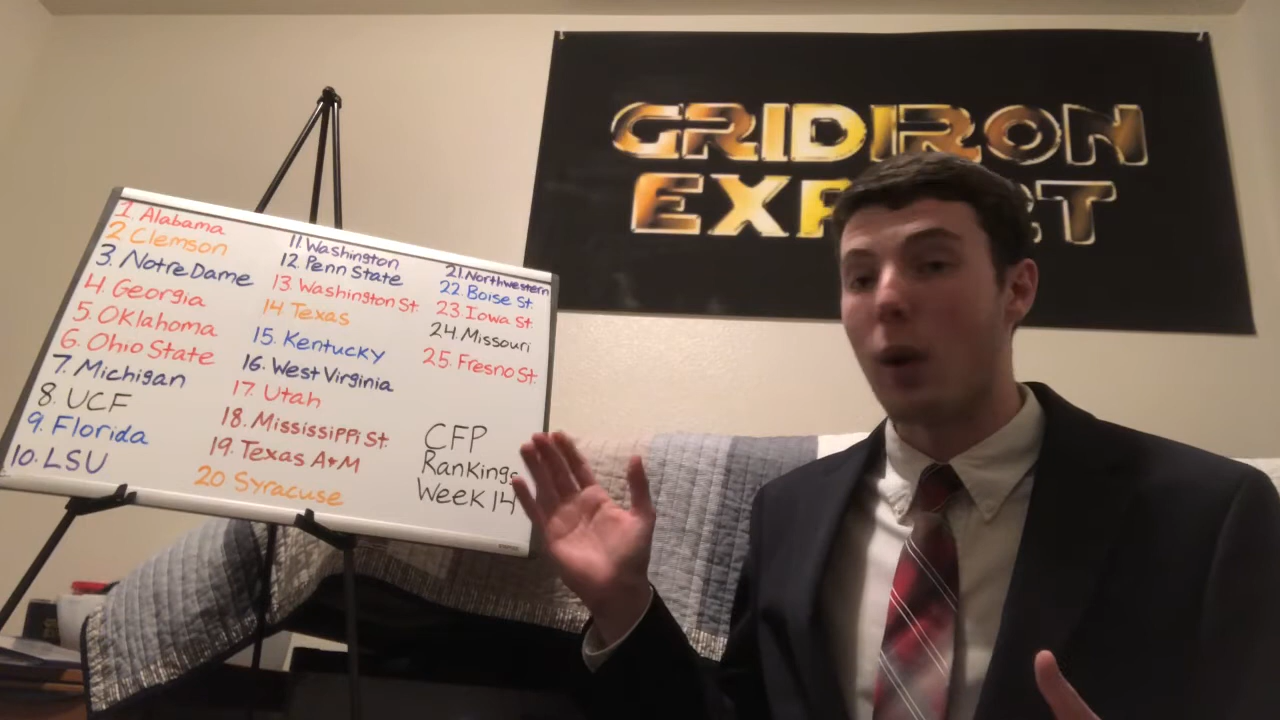 GRIDIRON
EXPERT
1. Alabama
2 Clemson
3. Notre Dame
4. Georgia
5. Oklahoma
6. Ohio State
7. Michigan
8. UCF
9. Florida
10. LSU
11. Washington
12. Penn State
13. Washington St.
14 Texas
15. Kentucky
16. West Virginia
17. Utah
18. Mississippi St.
19. Texas A+M
20 Syracuse
21. Northwestern
22. Boise St.
23 Iowa St.
24. Missouri
25. Fresno St.
CFP
Rankings
Week 14